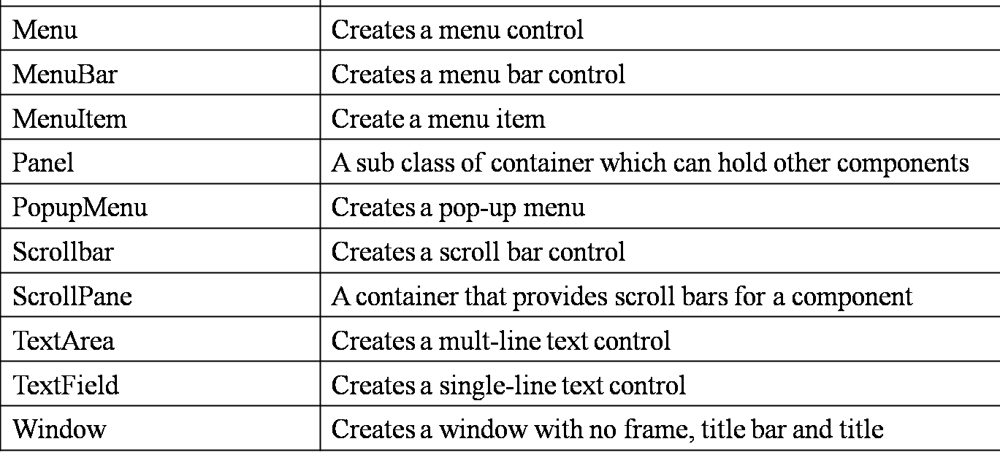 Menu Creates a menu control
MenuBar Creates a menu bar control
MenuItem Create a menu item
Panel A sub class of container which can hold other components
PopupMenu Creates a pop-up menu
Scrollbar Creates a scroll bar control
ScrollPane A container that provides scroll bars for a component
TextArea Creates a mult-line text control
TextField Creates a single-line text control
Window Creates a window with no frame, title bar and title